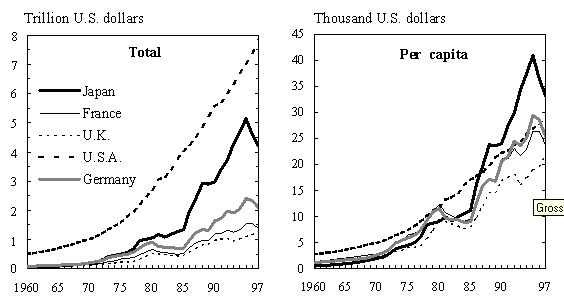 Trillion U.S. dollars
Thousand U.S. dollars
Total
Per capita
Japan
France
U.K.
U.S.A.
Germany
8
7
6
5
4
3
2
1
0
45
40
35
30
25
20
15
10
5
0
Gross
1960 65 70 75 80 85 90 97
1960 65 70 75 80 85 90 97